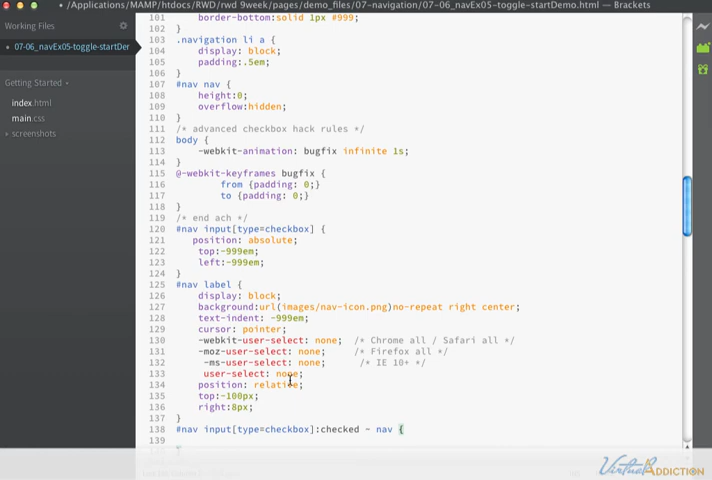 /Applications/MAMP/htdocs/RWD/rwd 9week/pages/demo_files/07-navigation/07-06_navEx05-toggle-startDemo.html — Brackets
Working Files
07-06_navEx05-toggle-startDer
Getting Started
index.html
main.css
screenshots
101 border-bottom:solid 1px #999;
102 }
103 .navigation li a {
104 display: block;
105 padding:.5em;
106 }
107 #nav nav {
108 height:0;
109 overflow:hidden;
110 }
111 /* advanced checkbox hack rules */
112 body {
113 -webkit-animation: bugfix infinite 1s;
114 }
115 @-webkit-keyframes bugfix {
116 from {padding: 0;}
117 to {padding: 0;}
118 }
119 /* end ach */
120 #nav input[type=checkbox] {
121 position: absolute;
122 top:-999em;
123 left:-999em;
124 }
125 #nav label {
126 display: block;
127 background:url(images/nav-icon.png)no-repeat right center;
128 text-indent: -999em;
129 cursor: pointer;
130 -webkit-user-select: none; /* Chrome all / Safari all */
131 -moz-user-select: none; /* Firefox all */
132 -ms-user-select: none; /* IE 10+ */
133 user-select: none;
134 position: relative;
135 top:-100px;
136 right:8px;
137 }
138 #nav input[type=checkbox]:checked ~ nav {
139
Virtual ADDICTION